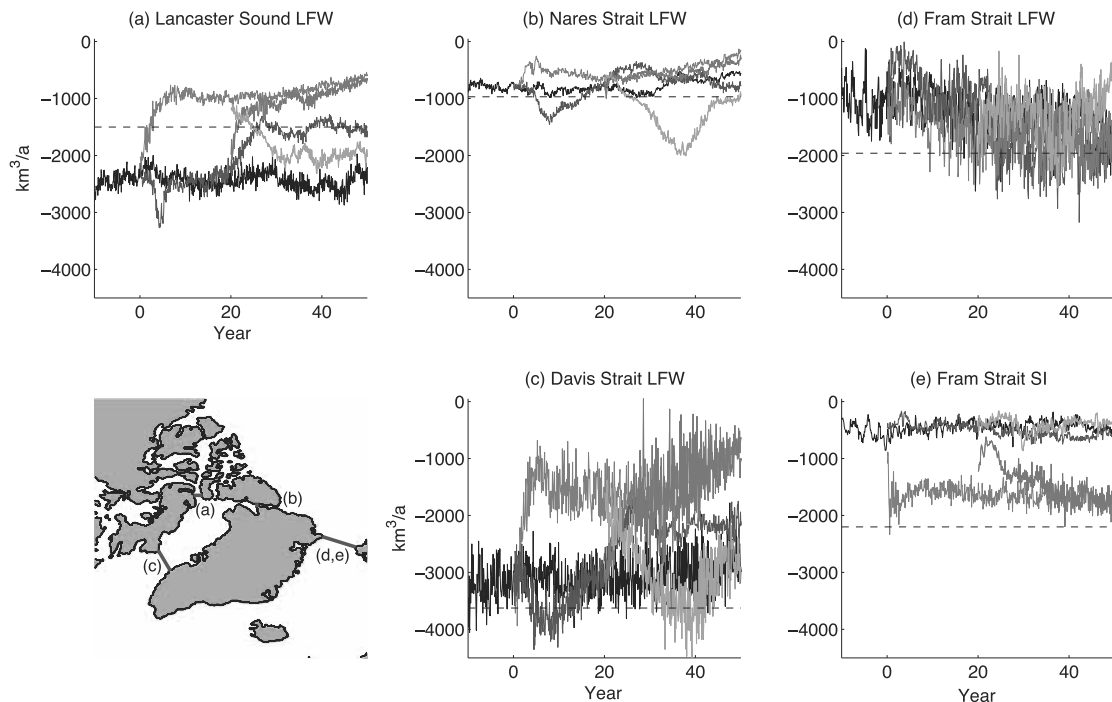 (a) Lancaster Sound LFW
0
−1000
−2000
−3000
−4000
km³/a
0 20 40
Year
(b) Nares Strait LFW
0
−1000
−2000
−3000
−4000
0 20 40
(d) Fram Strait LFW
0
−1000
−2000
−3000
−4000
0 20 40
(a)
(b)
(c)
(d,e)
(c) Davis Strait LFW
0
−1000
−2000
−3000
−4000
km³/a
0 20 40
Year
(e) Fram Strait SI
0
−1000
−2000
−3000
−4000
0 20 40
Year